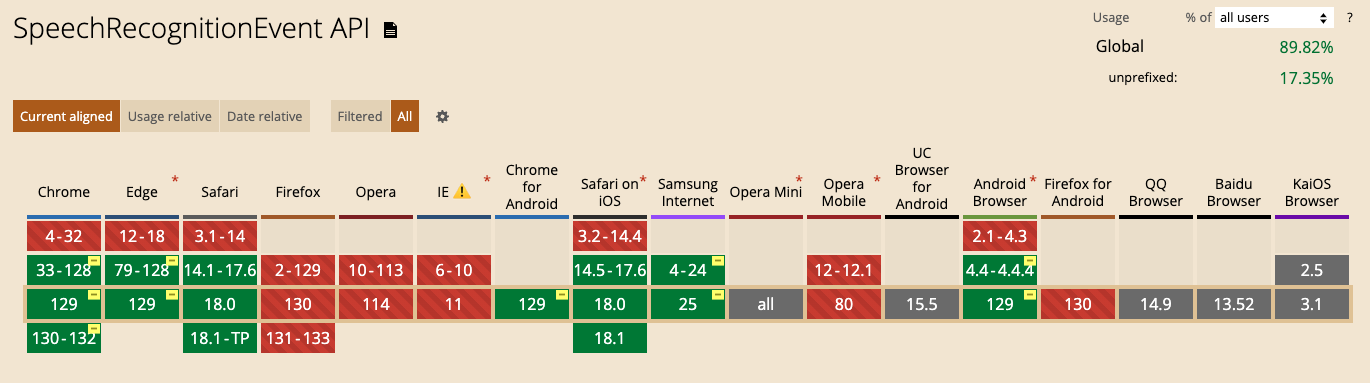 SpeechRecognitionEvent API
Usage % of all users ?
Global 89.82%
unprefixed: 17.35%
Current aligned Usage relative Date relative Filtered All
Chrome Edge * Safari Firefox Opera IE * Chrome for Android Safari on iOS * Samsung Internet Opera Mini * Opera Mobile * UC Browser for Android Android Browser * Firefox for Android QQ Browser Baidu Browser KaiOS Browser
4-32 12-18 3.1-14 3.2-14.4 2.1-4.3
33-128 79-128 14.1-17.6 2-129 10-113 6-10 14.5-17.6 4-24 12-12.1 4.4-4.4.4 2.5
129 129 18.0 130 114 11 129 18.0 25 all 80 15.5 129 130 14.9 13.52 3.1
130-132 18.1-TP 131-133 18.1